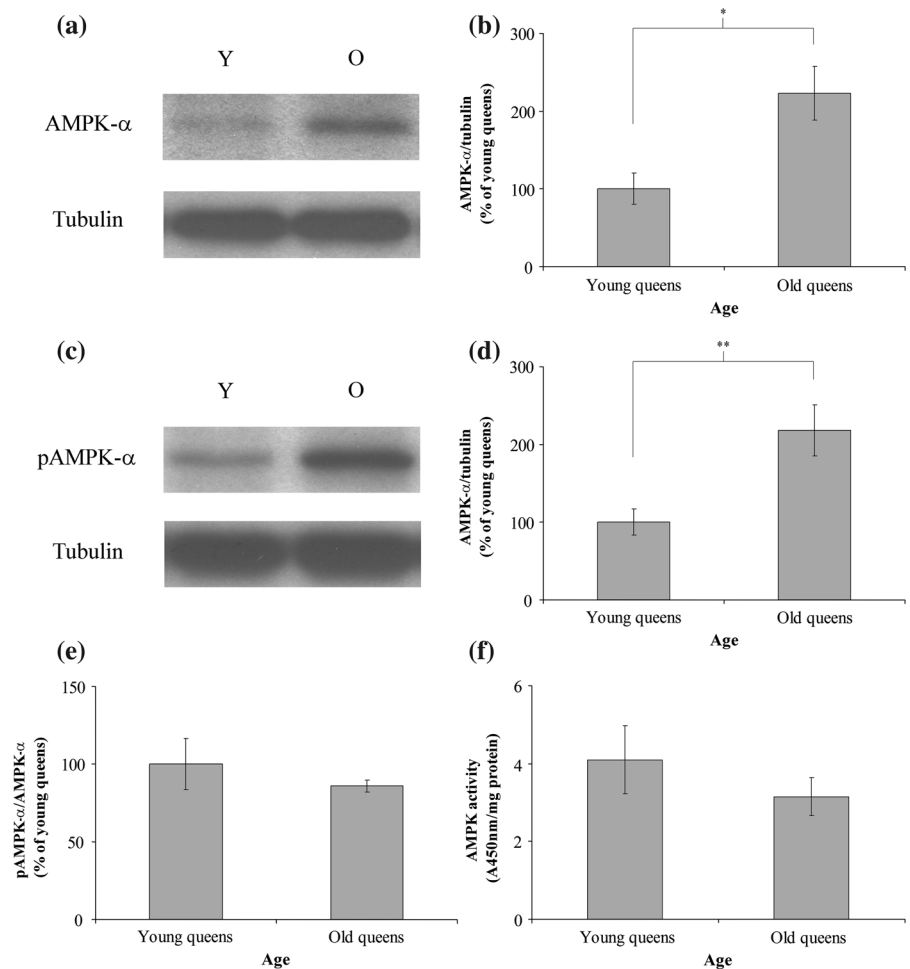 (a)
Y O
AMPK-α
Tubulin
(b)
*
300
200
100
0
AMPK-α/tubulin
(% of young queens)
Young queens Old queens
Age
(c)
Y O
pAMPK-α
Tubulin
(d)
**
300
200
100
0
AMPK-α/tubulin
(% of young queens)
Young queens Old queens
Age
(e)
150
100
50
0
pAMPK-α/AMPK-α
(% of young queens)
Young queens Old queens
Age
(f)
6
4
2
0
AMPK activity
(A450nm/mg protein)
Young queens Old queens
Age